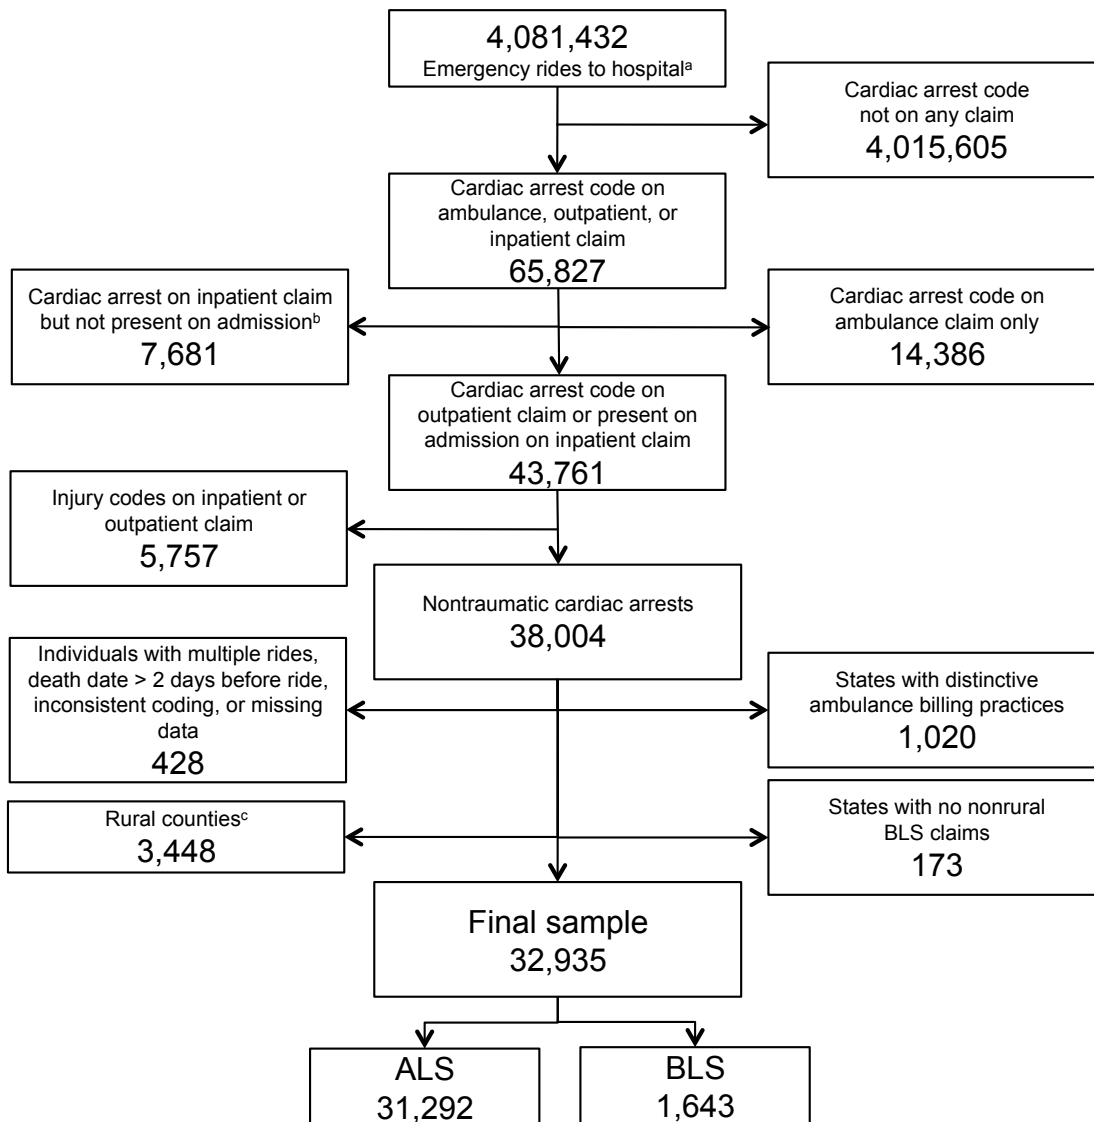 4,081,432
Emergency rides to hospitalᵃ
Cardiac arrest code
not on any claim
4,015,605
Cardiac arrest code on
ambulance, outpatient, or
inpatient claim
65,827
Cardiac arrest on inpatient claim
but not present on admissionᵇ
7,681
Cardiac arrest code on
ambulance claim only
14,386
Cardiac arrest code on
outpatient claim or present on
admission on inpatient claim
43,761
Injury codes on inpatient or
outpatient claim
5,757
Nontraumatic cardiac arrests
38,004
Individuals with multiple rides,
death date > 2 days before ride,
inconsistent coding, or missing
data
428
States with distinctive
ambulance billing practices
1,020
Rural countiesᶜ
3,448
States with no nonrural
BLS claims
173
Final sample
32,935
ALS
31,292
BLS
1,643